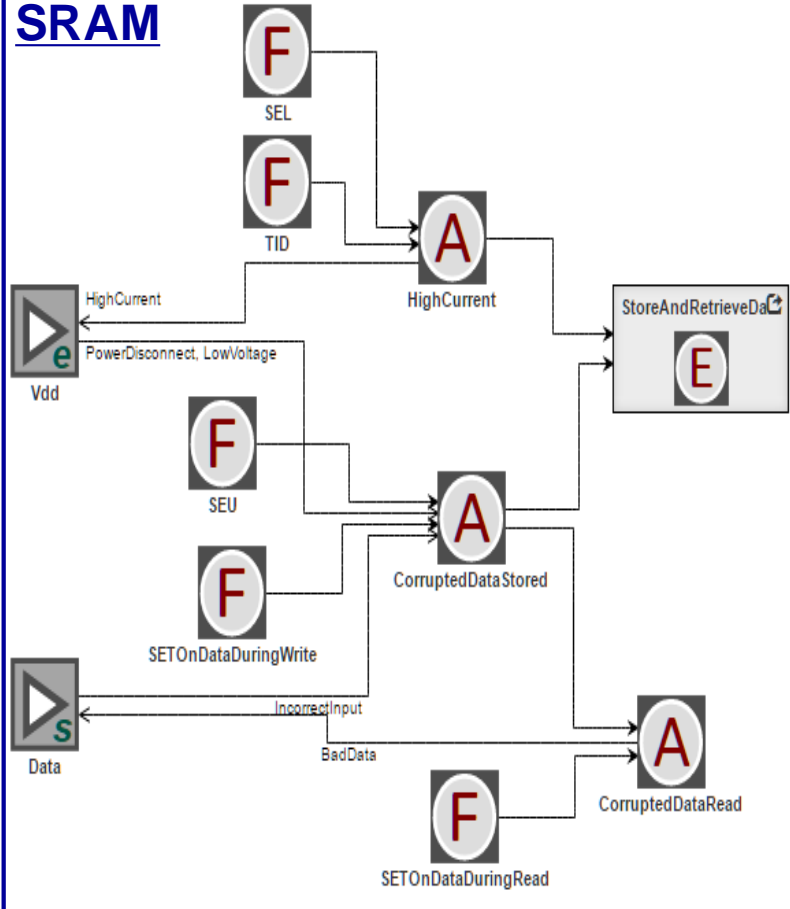 SRAM
F
SEL
F
TID
A
HighCurrent
HighCurrent
e
PowerDisconnect, LowVoltage
Vdd
StoreAndRetrieveDa
E
F
SEU
A
CorruptedDataStored
F
SETOnDataDuringWrite
s
IncorrectInput
BadData
Data
A
CorruptedDataRead
F
SETOnDataDuringRead